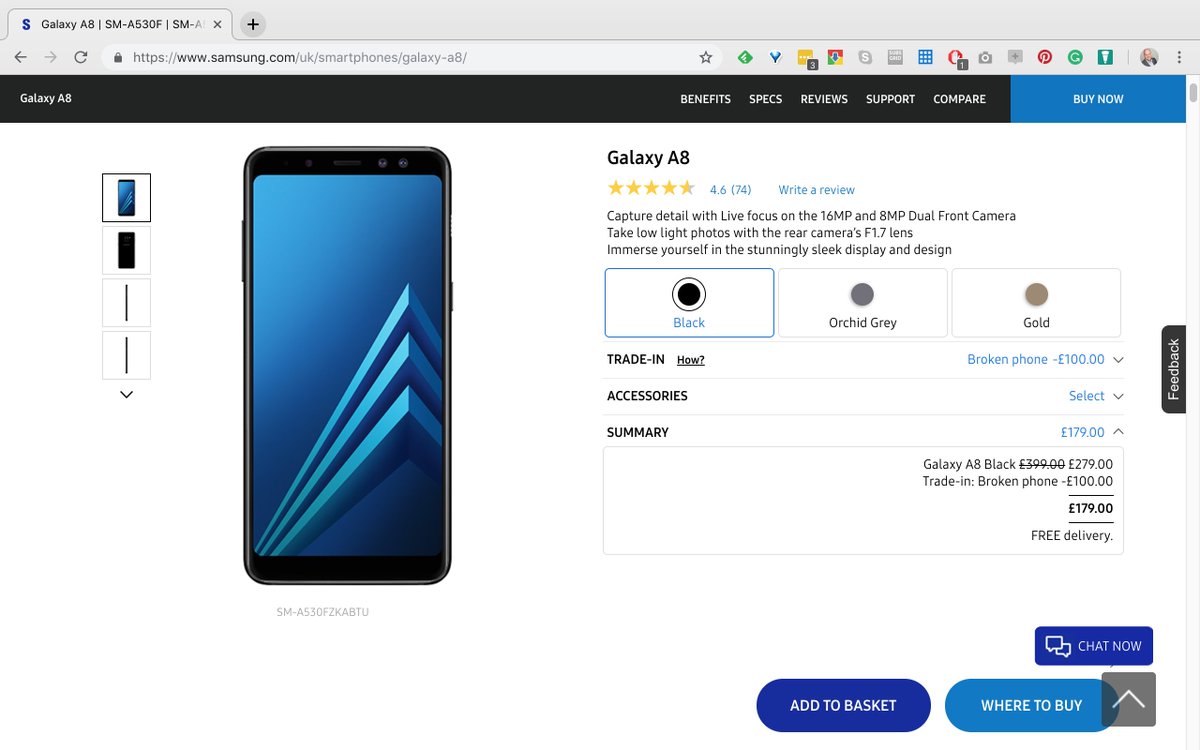 Galaxy A8 | SM-A530F | SM-A
https://www.samsung.com/uk/smartphones/galaxy-a8/
3
1
Galaxy A8
BENEFITS SPECS REVIEWS SUPPORT COMPARE BUY NOW
Galaxy A8
4.6 (74) Write a review
Capture detail with Live focus on the 16MP and 8MP Dual Front Camera
Take low light photos with the rear camera's F1.7 lens
Immerse yourself in the stunningly sleek display and design
Black Orchid Grey Gold
TRADE-IN How? Broken phone -£100.00
ACCESSORIES Select
SUMMARY £179.00
Galaxy A8 Black £399.00 £279.00
Trade-in: Broken phone -£100.00
£179.00
FREE delivery.
Feedback
SM-A530FZKABTU
CHAT NOW
ADD TO BASKET WHERE TO BUY